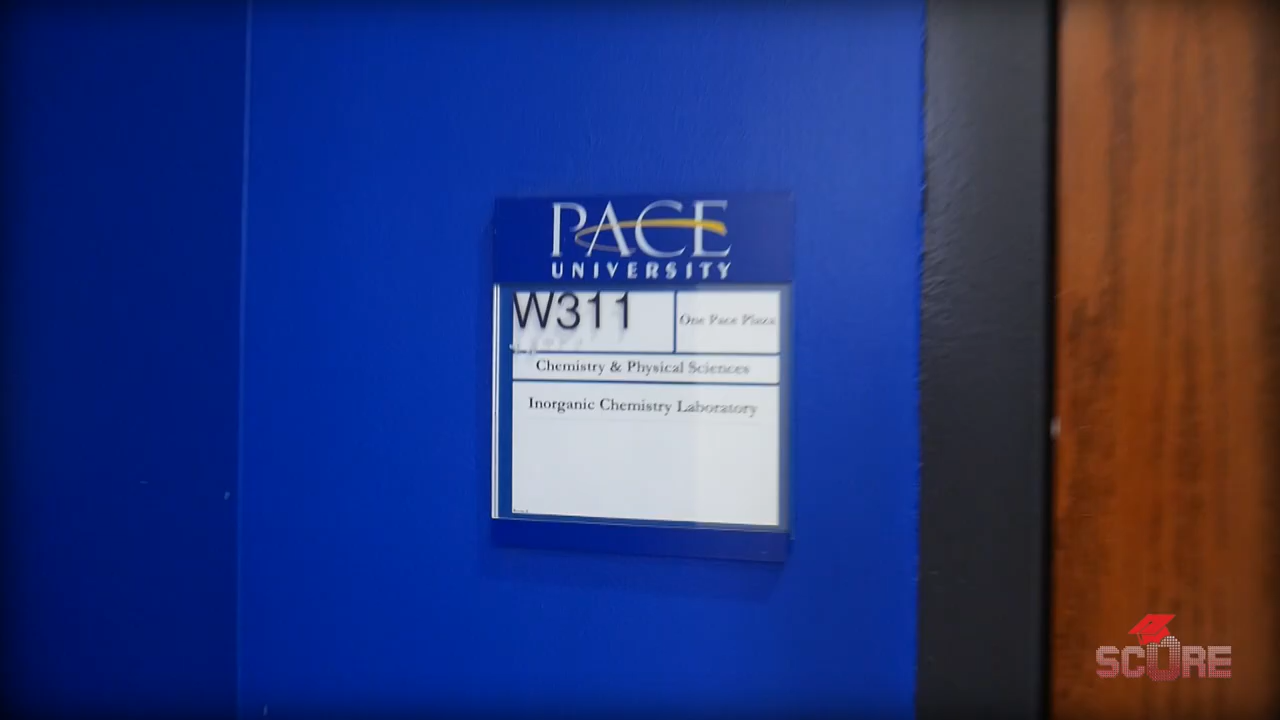 PACE
UNIVERSITY
W311
One Pace Plaza
Chemistry & Physical Sciences
Inorganic Chemistry Laboratory
SCORE